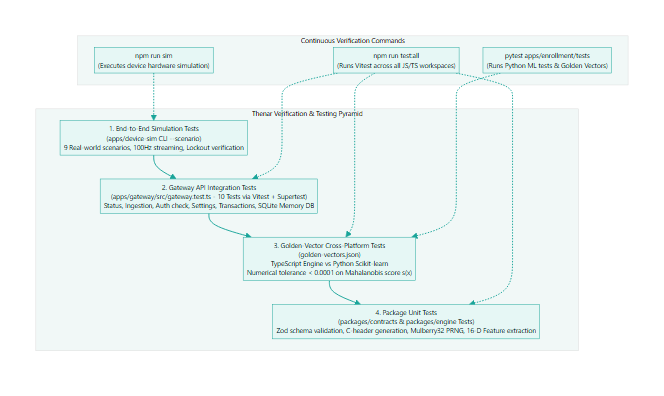 Continuous Verification Commands
npm run sim
(Executes device hardware simulation)
npm run test:all
(Runs Vitest across all JS/TS workspaces)
pytest apps/enrollment/tests
(Runs Python ML tests & Golden Vectors)
Thenar Verification & Testing Pyramid
1. End-to-End Simulation Tests
(apps/device-sim CLI --scenario)
9 Real-world scenarios, 100Hz streaming, Lockout verification
2. Gateway API Integration Tests
(apps/gateway/src/gateway.test.ts - 10 Tests via Vitest + Supertest)
Status, Ingestion, Auth check, Settings, Transactions, SQLite Memory DB
3. Golden-Vector Cross-Platform Tests
(golden-vectors.json)
TypeScript Engine vs Python Scikit-learn
Numerical tolerance < 0.0001 on Mahalanobis score s(x)
4. Package Unit Tests
(packages/contracts & packages/engine Tests)
Zod schema validation, C-header generation, Mulberry32 PRNG, 16-D Feature extraction